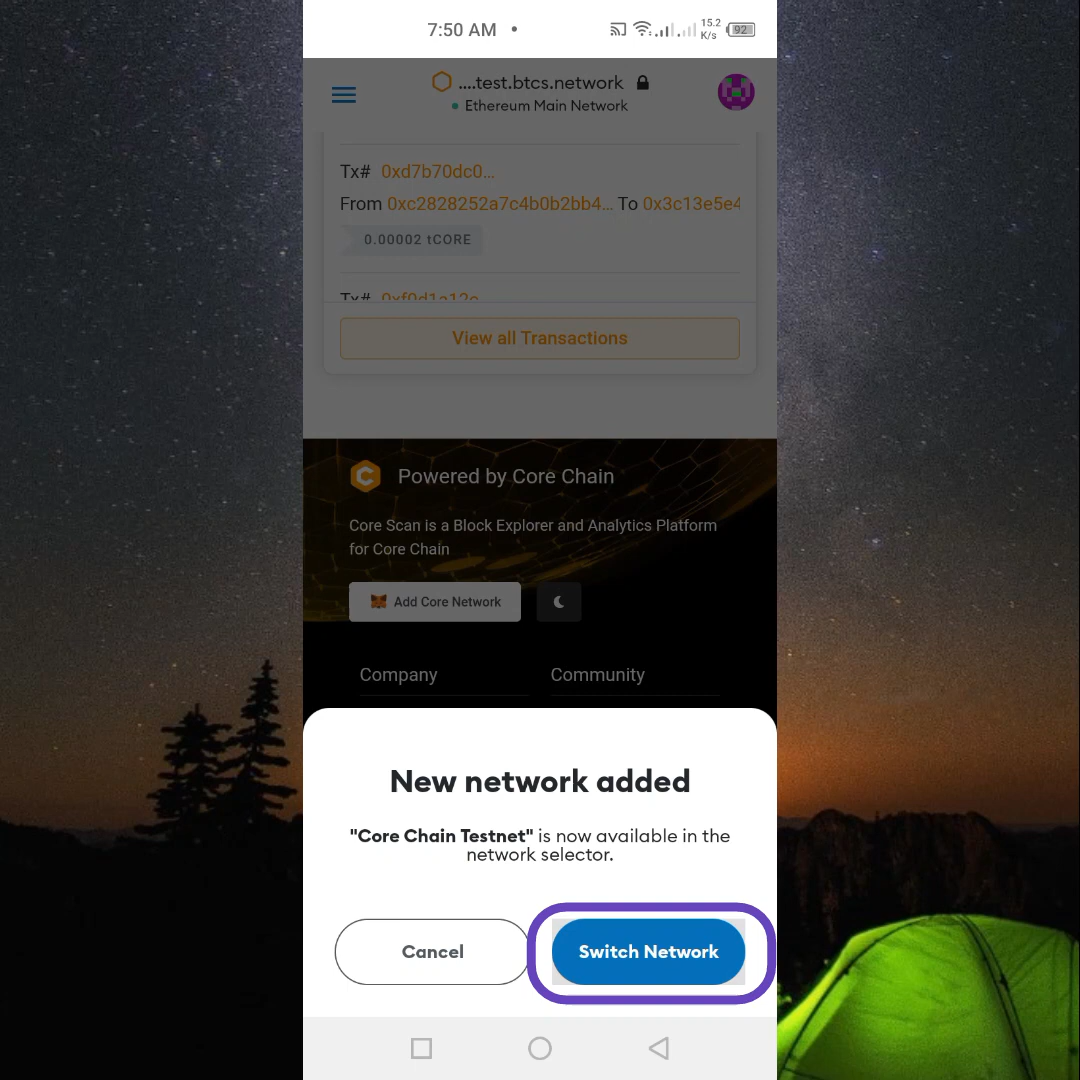 7:50 AM
15.2
K/s
92
....test.btcs.network
Ethereum Main Network
Tx# 0xd7b70dc0...
From 0xc2828252a7c4b0b2bb4... To 0x3c13e5e4
0.00002 tCORE
Tx# 0xf0d1a12c
View all Transactions
Powered by Core Chain
Core Scan is a Block Explorer and Analytics Platform
for Core Chain
Add Core Network
Company Community
New network added
"Core Chain Testnet" is now available in the
network selector.
Cancel
Switch Network